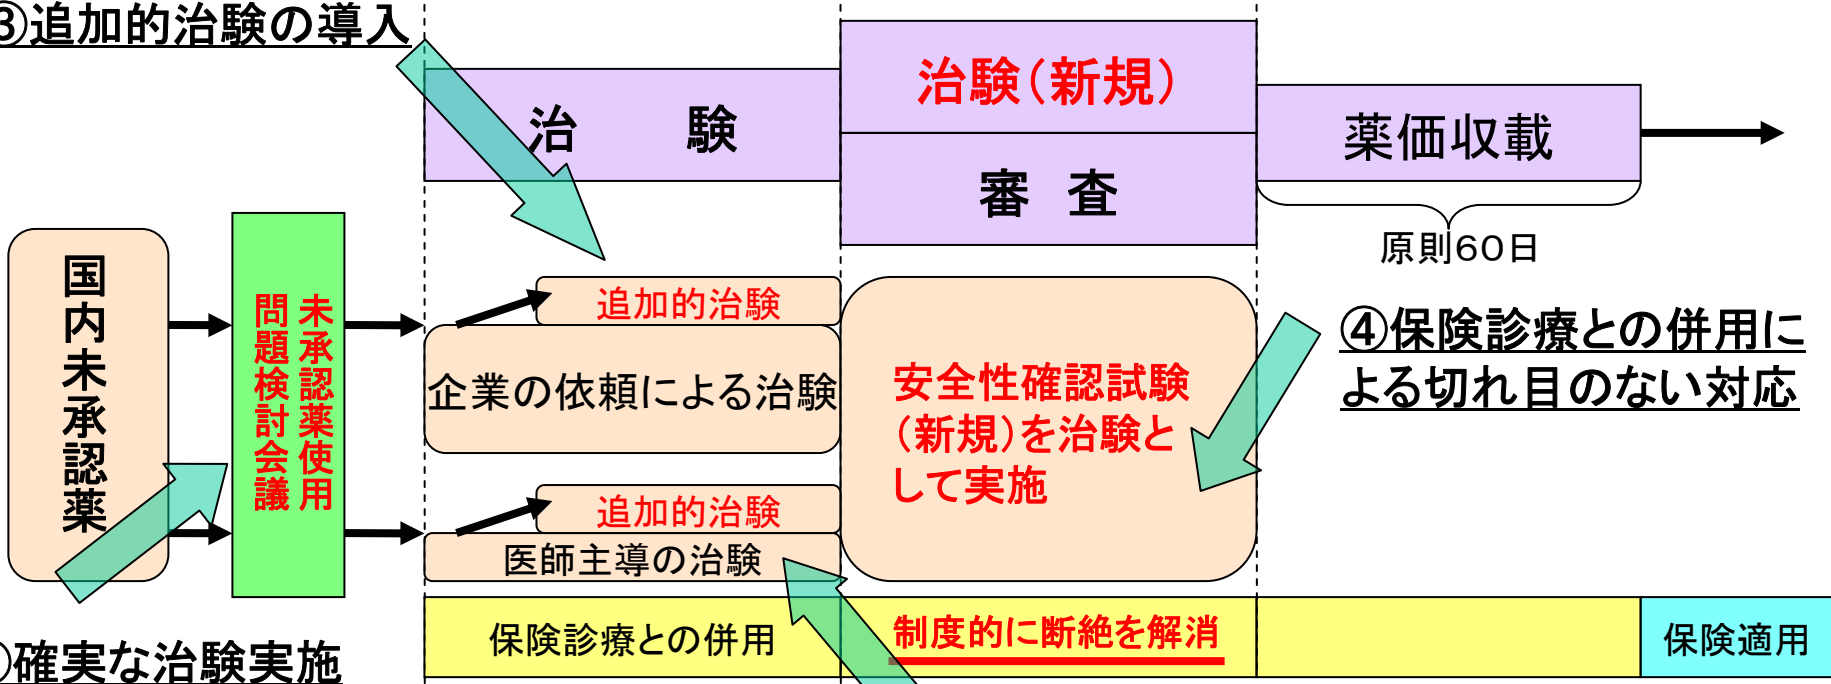 ③追加的治験の導入
治験（新規）
治　験
薬価収載
審　査
原則60日
国内未承認薬
未承認薬使用
問題検討会議
追加的治験
企業の依頼による治験
追加的治験
医師主導の治験
安全性確認試験
（新規）を治験と
して実施
④保険診療との併用に
よる切れ目のない対応
確実な治験実施
保険診療との併用
制度的に断絶を解消
保険適用